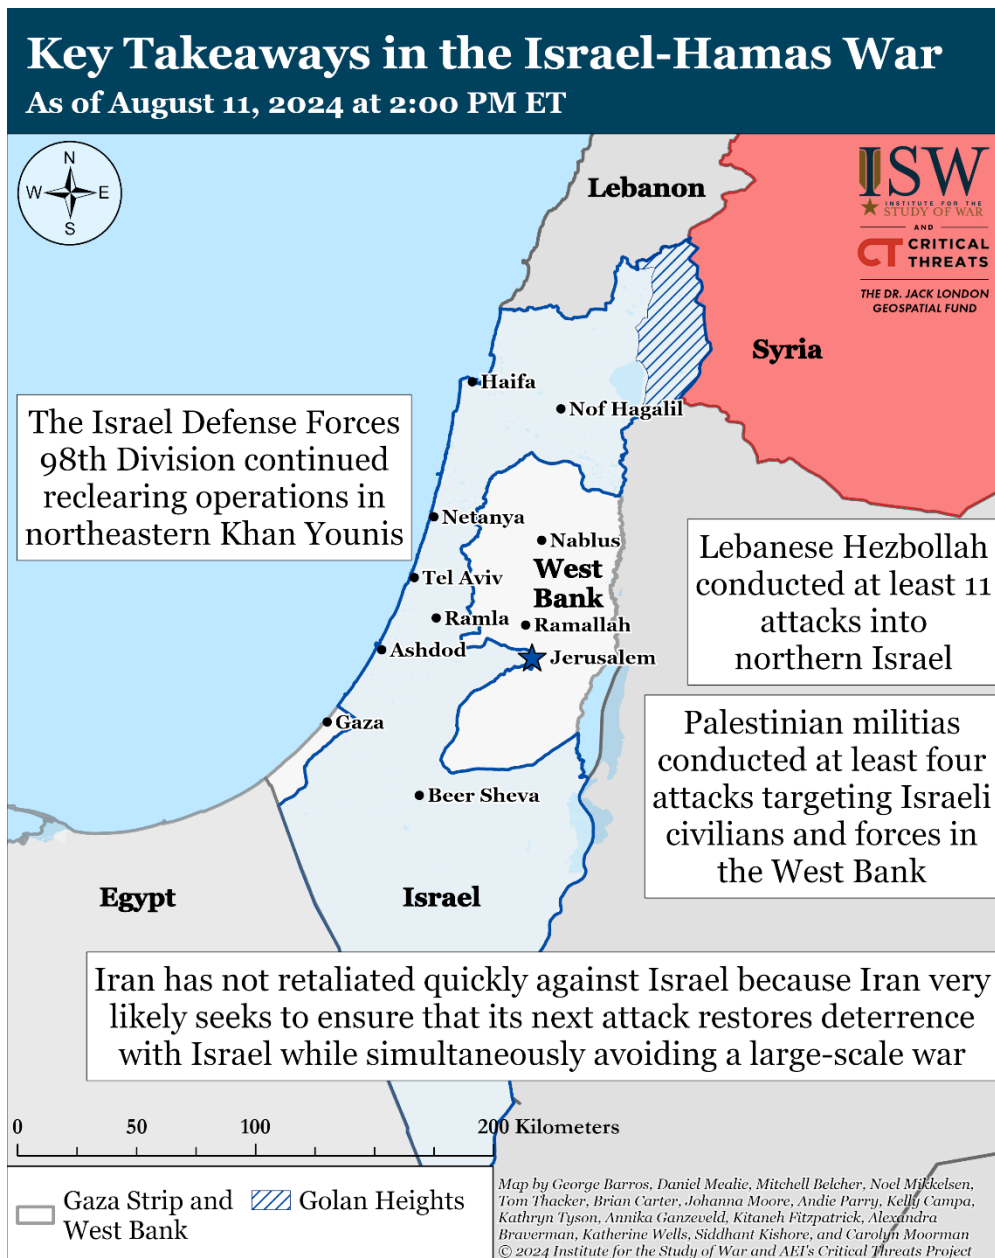 Key Takeaways in the Israel-Hamas War
As of August 11, 2024 at 2:00 PM ET
N
W
E
S
Lebanon
ISW
INSTITUTE FOR THE
STUDY OF WAR
AND
CT CRITICAL
THREATS
THE DR. JACK LONDON
GEOSPATIAL FUND
Syria
Haifa
Nof Hagalil
The Israel Defense Forces
98th Division continued
reclearing operations in
northeastern Khan Younis
Netanya
Nablus
West
Bank
Tel Aviv
Ramla
Ramallah
Ashdod
Jerusalem
Lebanese Hezbollah
conducted at least 11
attacks into
northern Israel
Gaza
Beer Sheva
Palestinian militias
conducted at least four
attacks targeting Israeli
civilians and forces in
the West Bank
Egypt
Israel
Iran has not retaliated quickly against Israel because Iran very
likely seeks to ensure that its next attack restores deterrence
with Israel while simultaneously avoiding a large-scale war
0 50 100 200 Kilometers
Gaza Strip and
West Bank
Golan Heights
Map by George Barros, Daniel Mealie, Mitchell Belcher, Noel Mikkelsen,
Tom Thacker, Brian Carter, Johanna Moore, Andie Parry, Kelly Campa,
Kathryn Tyson, Annika Ganzeveld, Kitaneh Fitzpatrick, Alexandra
Braverman, Katherine Wells, Siddhant Kishore, and Carolyn Moorman
© 2024 Institute for the Study of War and AEI's Critical Threats Project